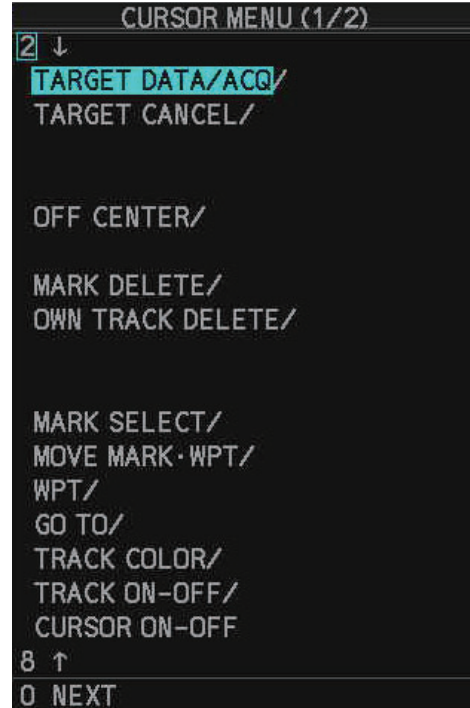 CURSOR MENU (1/2)
2 ↓
TARGET DATA/ACQ/
TARGET CANCEL/
OFF CENTER/
MARK DELETE/
OWN TRACK DELETE/
MARK SELECT/
MOVE MARK·WPT/
WPT/
GO TO/
TRACK COLOR/
TRACK ON-OFF/
CURSOR ON-OFF
8 ↑
0 NEXT